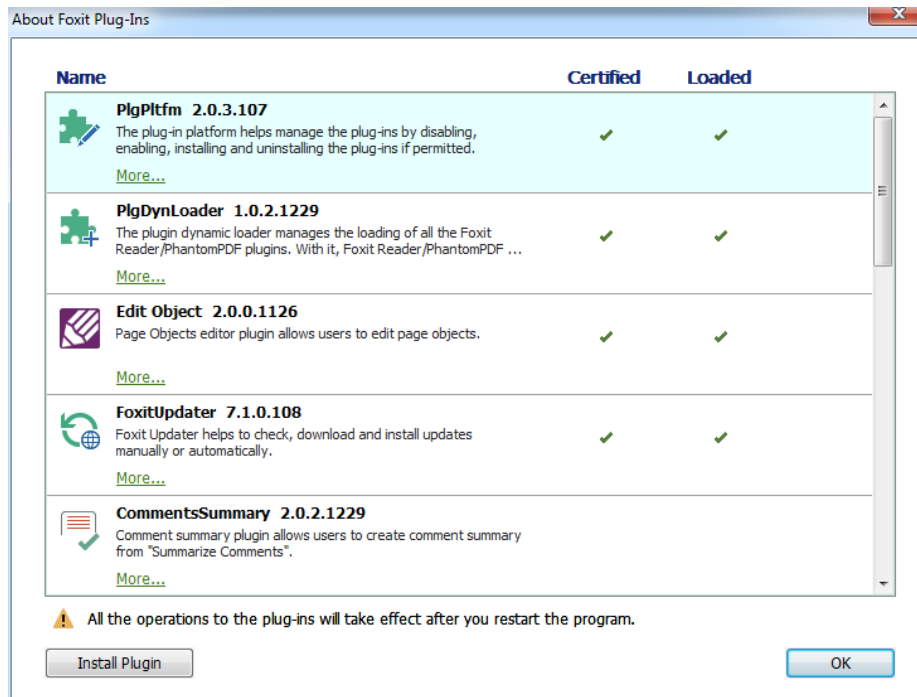 About Foxit Plug-Ins
Name Certified Loaded
PlgPltfm 2.0.3.107
The plug-in platform helps manage the plug-ins by disabling,
enabling, installing and uninstalling the plug-ins if permitted.
More...
PlgDynLoader 1.0.2.1229
The plugin dynamic loader manages the loading of all the Foxit
Reader/PhantomPDF plugins. With it, Foxit Reader/PhantomPDF ...
More...
Edit Object 2.0.0.1126
Page Objects editor plugin allows users to edit page objects.
More...
FoxitUpdater 7.1.0.108
Foxit Updater helps to check, download and install updates
manually or automatically.
More...
CommentsSummary 2.0.2.1229
Comment summary plugin allows users to create comment summary
from "Summarize Comments".
More...
All the operations to the plug-ins will take effect after you restart the program.
Install Plugin OK